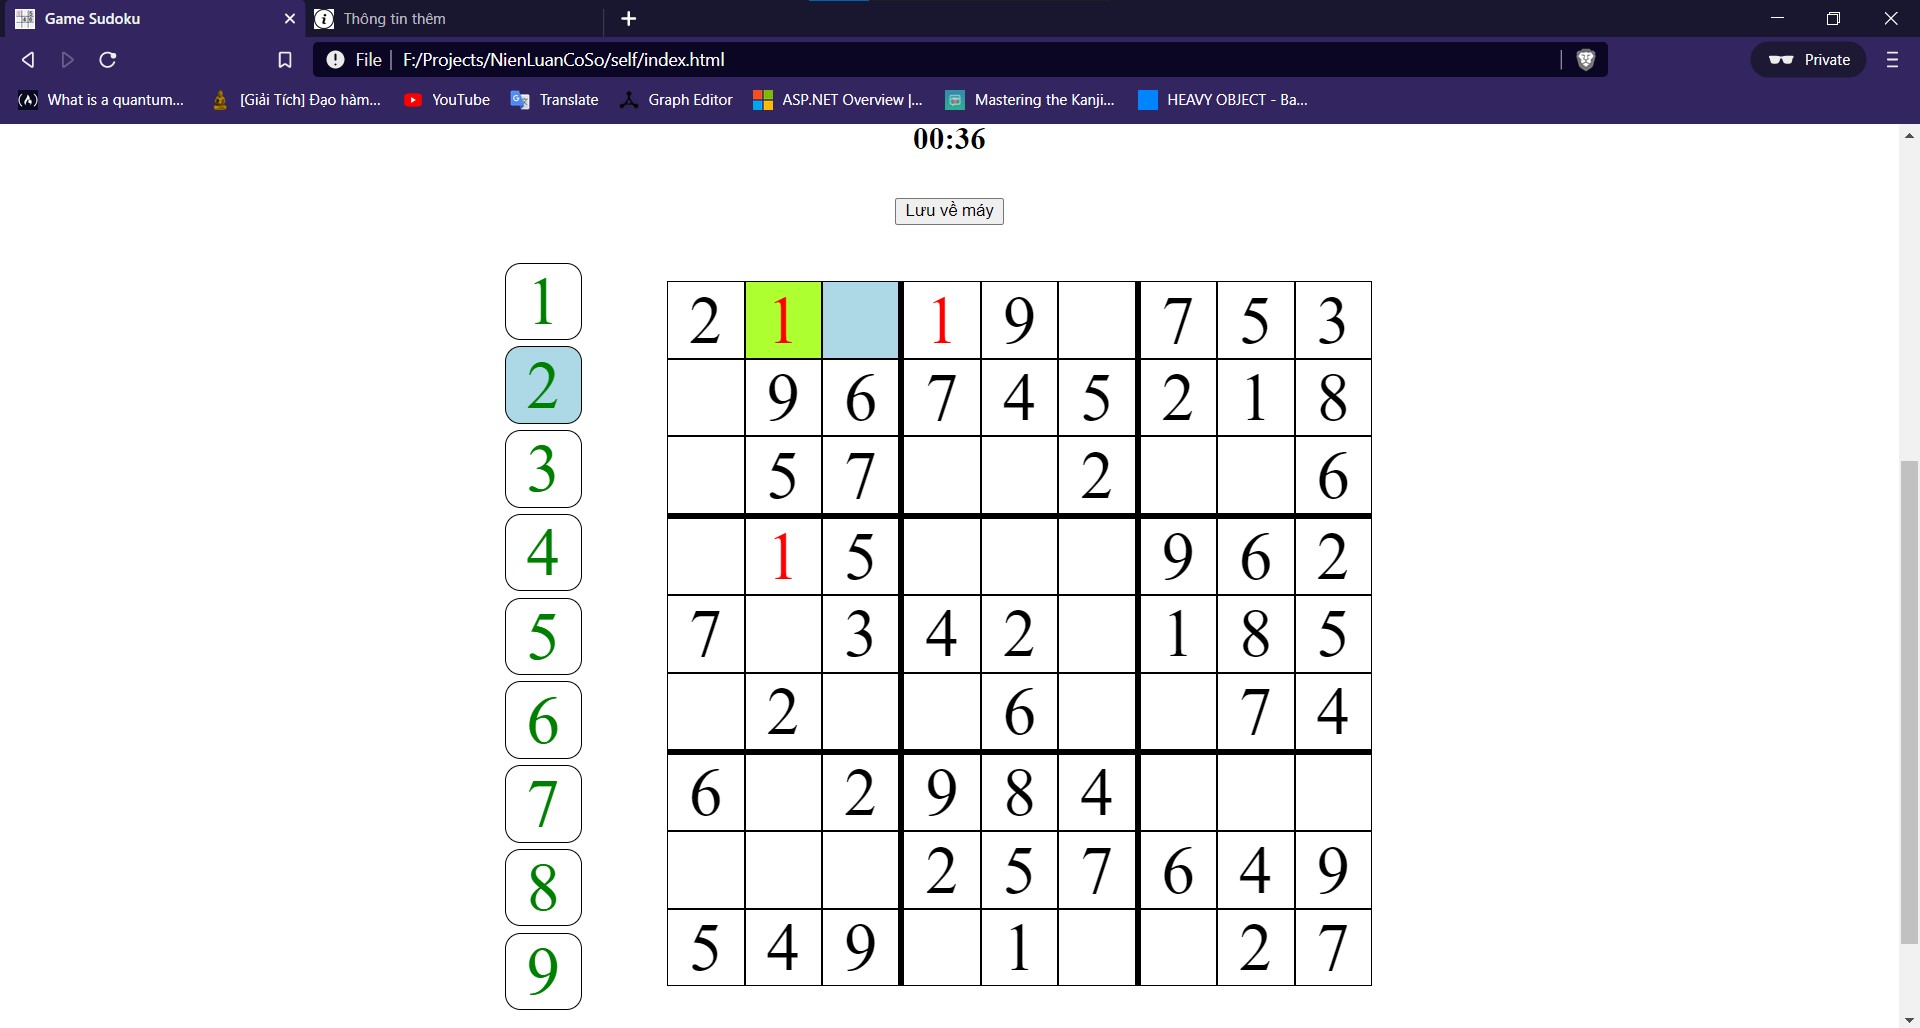 Game Sudoku
Thông tin thêm
File F:/Projects/NienLuanCoSo/self/index.html
Private
What is a quantum...
[Giải Tích] Đạo hàm...
YouTube
Translate
Graph Editor
ASP.NET Overview |...
Mastering the Kanji...
HEAVY OBJECT - Ba...
00:36
Lưu về máy
1
2
3
4
5
6
7
8
9
2 1 1 9 7 5 3
9 6 7 4 5 2 1 8
5 7 2 6
1 5 9 6 2
7 3 4 2 1 8 5
2 6 7 4
6 2 9 8 4
2 5 7 6 4 9
5 4 9 1 2 7